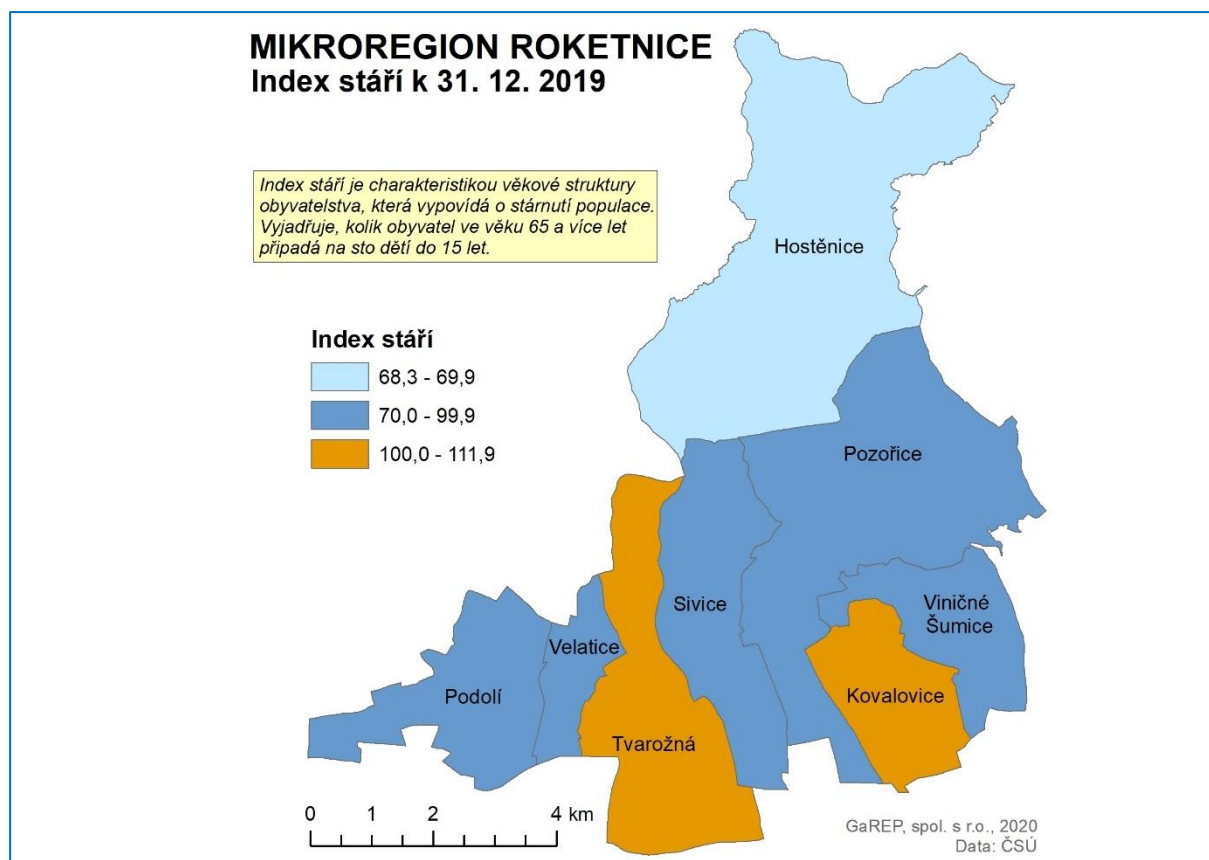 MIKROREGION ROKETNICE
Index stáří k 31. 12. 2019
Index stáří je charakteristikou věkové struktury
obyvatelstva, která vypovídá o stárnutí populace.
Vyjadřuje, kolik obyvatel ve věku 65 a více let
připadá na sto dětí do 15 let.
Hostěnice
Index stáří
68,3 - 69,9
70,0 - 99,9
100,0 - 111,9
Pozořice
Sivice
Viničné
Šumice
Velatice
Podolí
Kovalovice
Tvarožná
0 1 2 4 km
GaREP, spol. s r.o., 2020
Data: ČSÚ